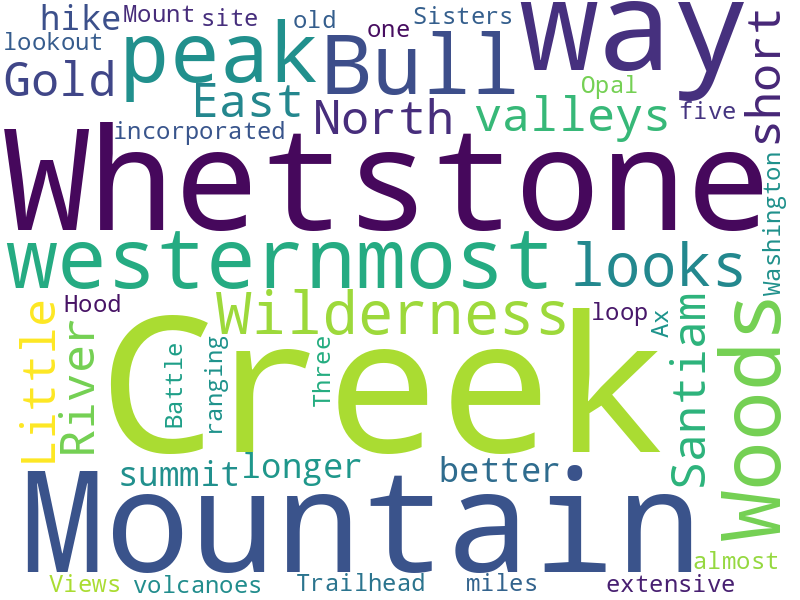 hike Mount site old one Sisters way
lookout
Gold peak Bull Opal short
East North valleys five
incorporated
Whetstone
Washington
westernmost looks
Hood Wilderness loop Ax
Little River Creek Santiam Woods
Battle ranging Three
summit longer better
Mountain
almost
Views volcanoes Trailhead miles extensive